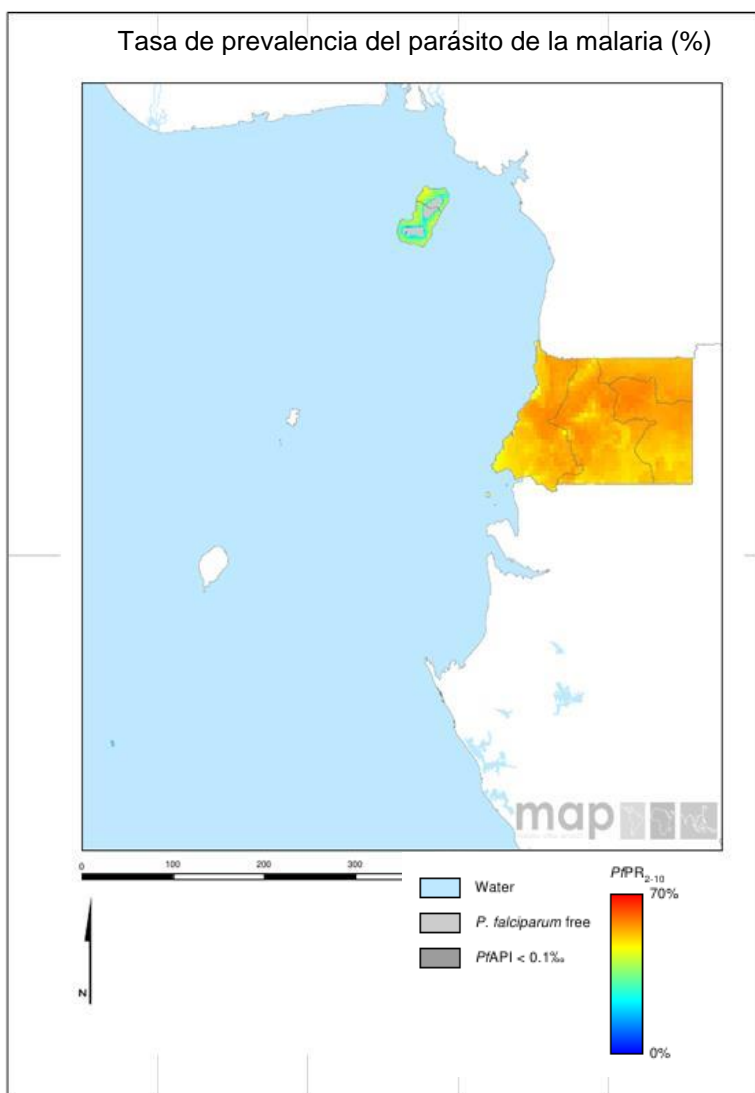 Tasa de prevalencia del parásito de la malaria (%)
map
0 100 200 300
Water
P. falciparum free
PfAPI < 0.1‰
N
PfPR2-10
70%
0%